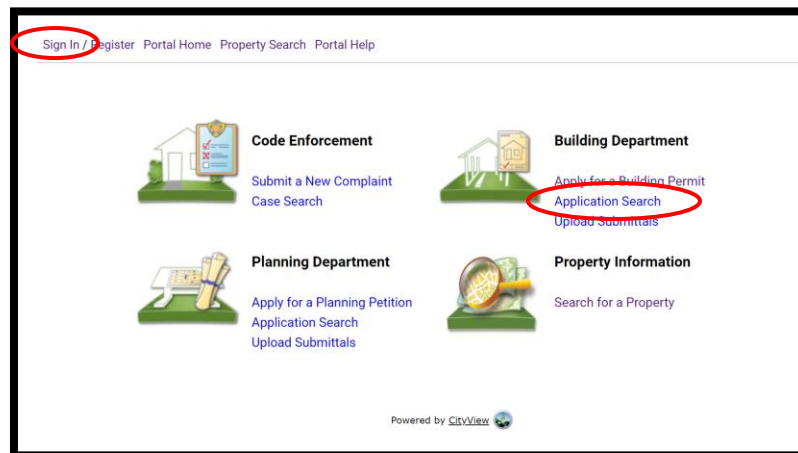 Sign In / Register Portal Home Property Search Portal Help
Code Enforcement
Submit a New Complaint
Case Search
Building Department
Apply for a Building Permit
Application Search
Upload Submittals
Planning Department
Apply for a Planning Petition
Application Search
Upload Submittals
Property Information
Search for a Property
Powered by CityView